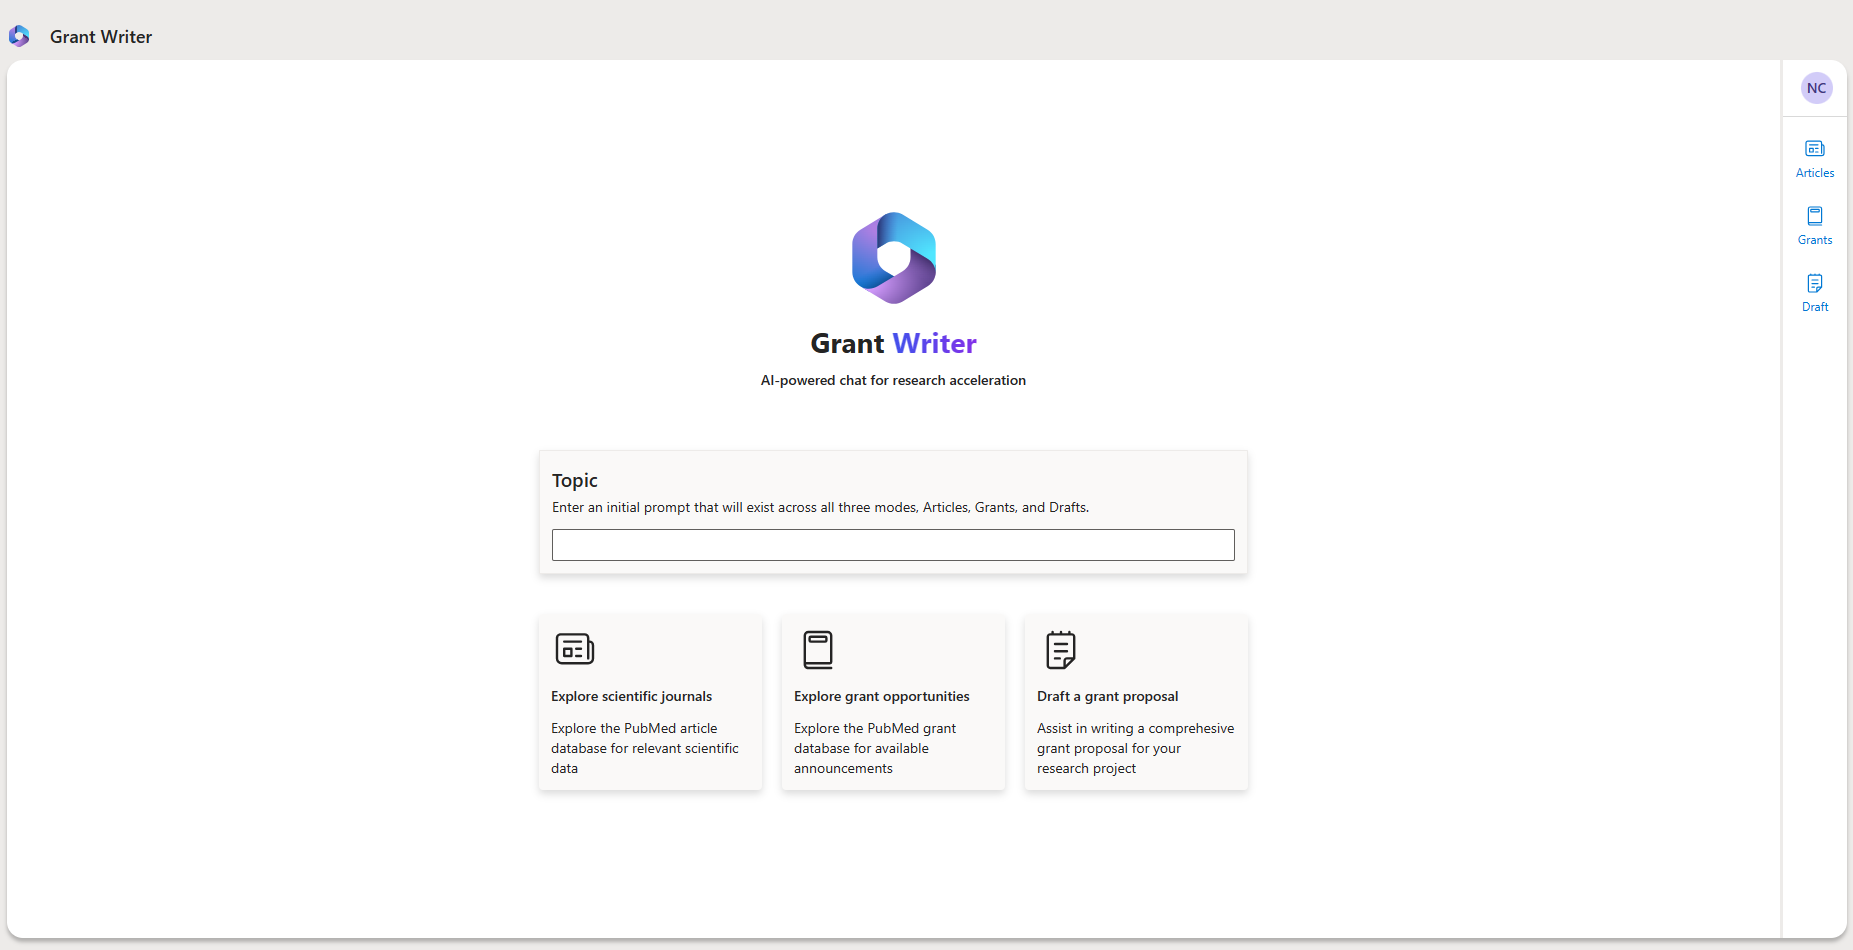 Grant Writer
NC
Articles
Grants
Draft
Grant Writer
AI-powered chat for research acceleration
Topic
Enter an initial prompt that will exist across all three modes, Articles, Grants, and Drafts.
Explore scientific journals
Explore the PubMed article
database for relevant scientific
data
Explore grant opportunities
Explore the PubMed grant
database for available
announcements
Draft a grant proposal
Assist in writing a comprehesive
grant proposal for your
research project